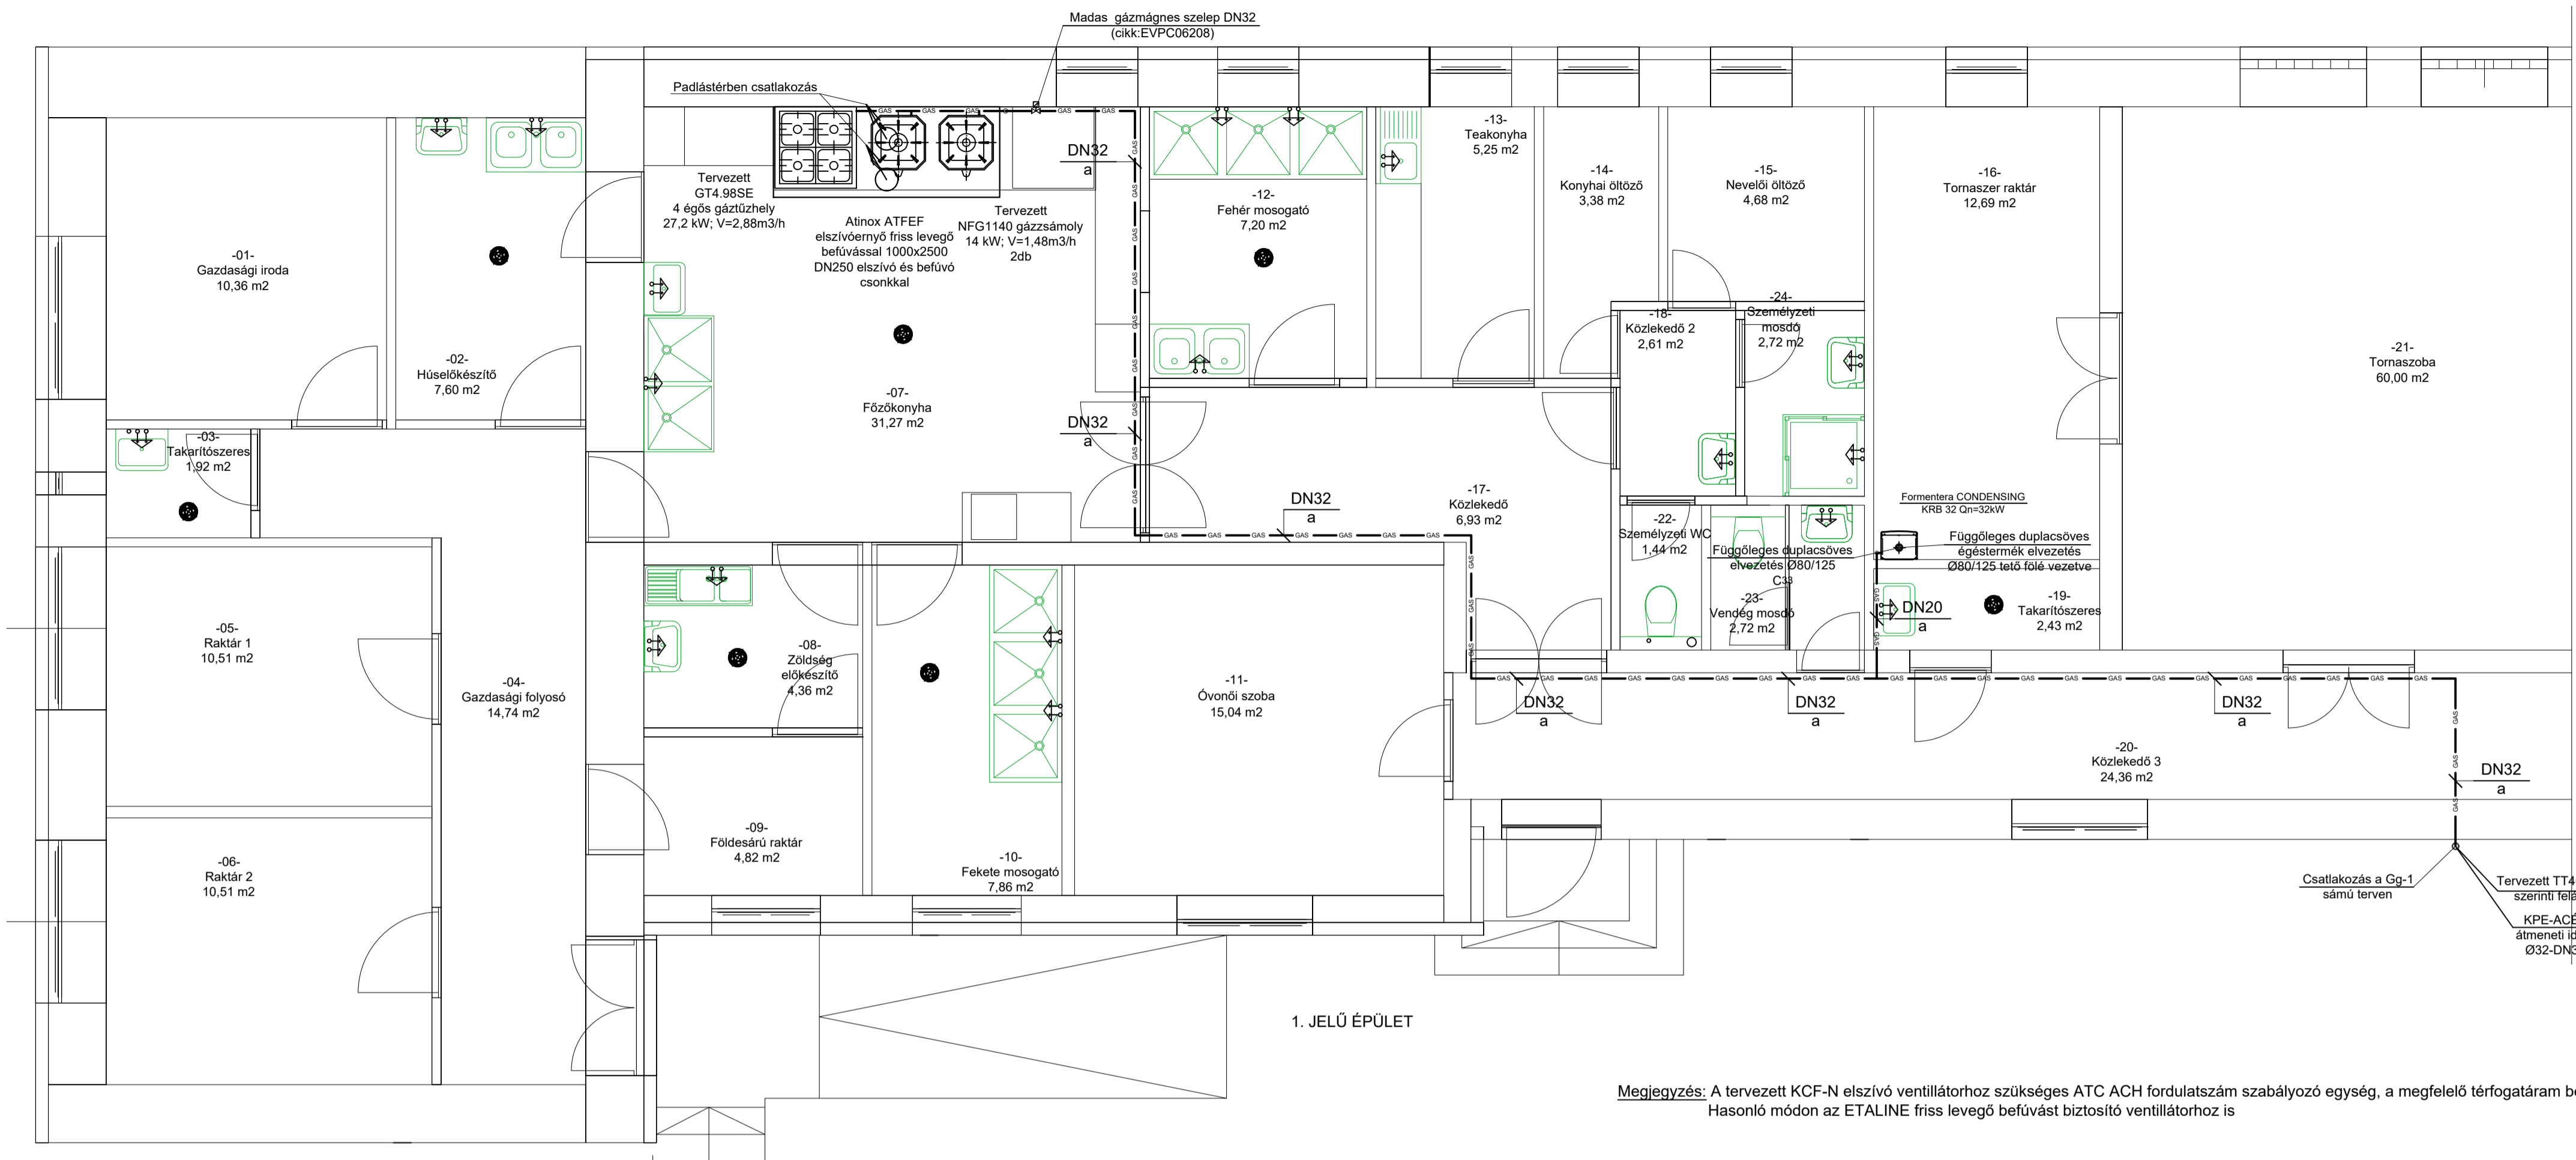 Madas gázmágnes szelep DN32
(cikk:EVPC06208)
Padlástérben csatlakozás
Tervezett
GT4.98SE
4 égős gáztűzhely
27,2 kW; V=2,88m3/h
Atinox ATFEF
elszívóernyő friss levegő
befúvással 1000x2500
DN250 elszívó és befúvó
csonkkal
Tervezett
NFG1140 gázzsámoly
14 kW; V=1,48m3/h
2db
DN32
a
-12-
Fehér mosogató
7,20 m2
-13-
Teakonyha
5,25 m2
-14-
Konyhai öltöző
3,38 m2
-15-
Nevelői öltöző
4,68 m2
-16-
Tornaszer raktár
12,69 m2
-01-
Gazdasági iroda
10,36 m2
-02-
Húselőkészítő
7,60 m2
-03-
Takarítószeres
1,92 m2
-07-
Főzőkonyha
31,27 m2
DN32
a
-18-
Közlekedő 2
2,61 m2
-24-
Személyzeti
mosdó
2,72 m2
-21-
Tornaszoba
60,00 m2
DN32
a
-17-
Közlekedő
6,93 m2
-22-
Személyzeti WC
1,44 m2
Formentera CONDENSING
KRB 32 Qn=32kW
Függőleges duplacsöves
elvezetés Ø80/125
C33
Függőleges duplacsöves
égéstermék elvezetés
Ø80/125 tető fölé vezetve
-23-
Vendég mosdó
2,72 m2
DN20
a
-19-
Takarítószeres
2,43 m2
-05-
Raktár 1
10,51 m2
-04-
Gazdasági folyosó
14,74 m2
-08-
Zöldség
előkészítő
4,36 m2
-11-
Óvonői szoba
15,04 m2
DN32
a
DN32
a
DN32
a
-20-
Közlekedő 3
24,36 m2
DN32
a
-06-
Raktár 2
10,51 m2
-09-
Földesárú raktár
4,82 m2
-10-
Fekete mosogató
7,86 m2
Csatlakozás a Gg-1
sámú terven
Tervezett TT4
szerinti felá
KPE-ACÉ
átmeneti id
Ø32-DN3
1. JELŰ ÉPÜLET
Megjegyzés: A tervezett KCF-N elszívó ventillátorhoz szükséges ATC ACH fordulatszám szabályozó egység, a megfelelő térfogatáram be
Hasonló módon az ETALINE friss levegő befúvást biztosító ventillátorhoz is